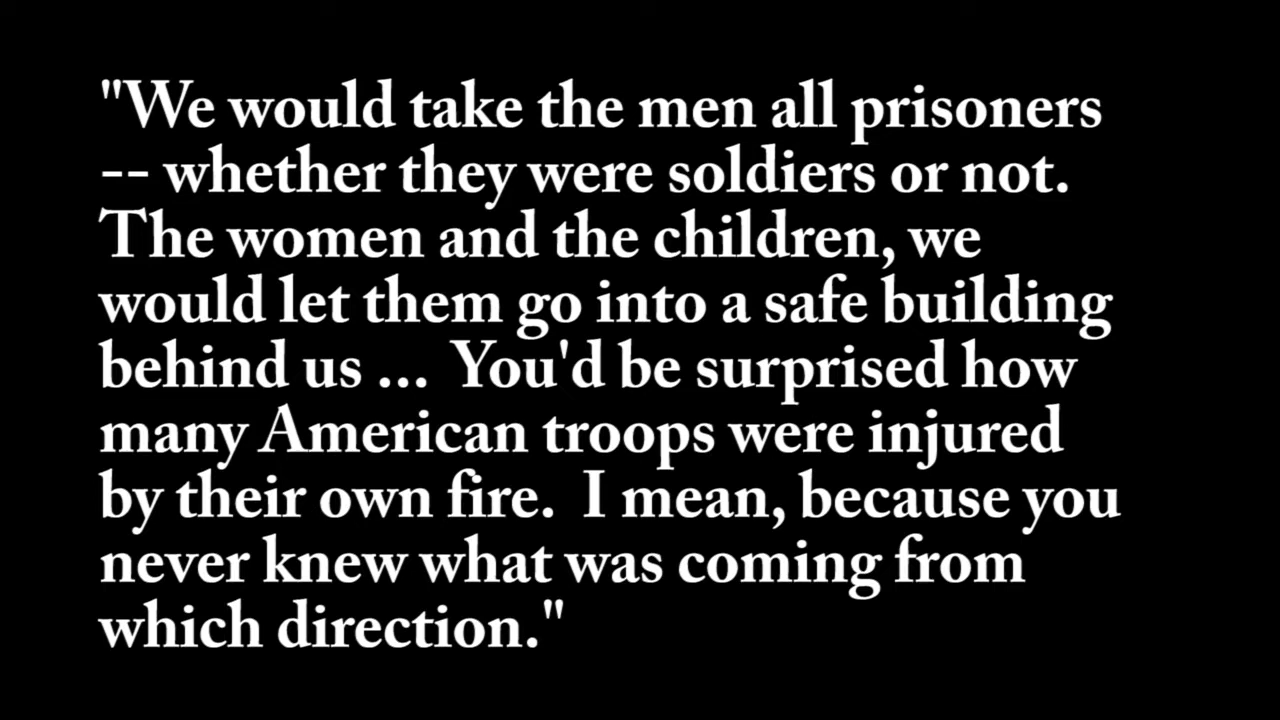 "We would take the men all prisoners
-- whether they were soldiers or not.
The women and the children, we
would let them go into a safe building
behind us ...  You'd be surprised how
many American troops were injured
by their own fire.  I mean, because you
never knew what was coming from
which direction."